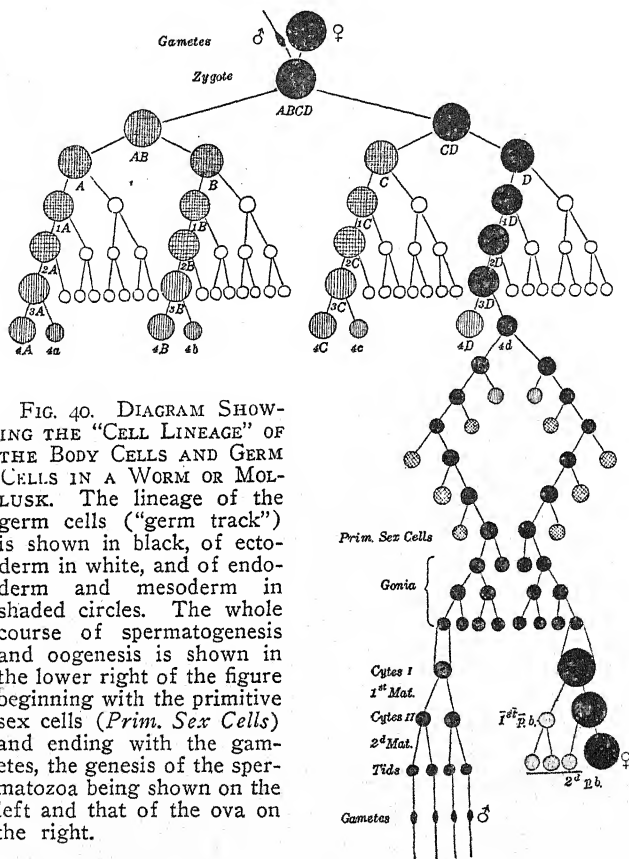 Gametes ♂ ♀
Zygote
ABCD
AB CD
A B C D
1A 1B 1C 1D
2A 2B 2C 2D
3A 3B 3C 3D
4A 4a 4B 4b 4C 4c 4D 4d
FIG. 40. DIAGRAM SHOW-
ING THE "CELL LINEAGE" OF
THE BODY CELLS AND GERM
CELLS IN A WORM OR MOL-
LUSK. The lineage of the
germ cells ("germ track")
is shown in black, of ecto-
derm in white, and of endo-
derm and mesoderm in
shaded circles. The whole
course of spermatogenesis
and oogenesis is shown in
the lower right of the figure
beginning with the primitive
sex cells (Prim. Sex Cells)
and ending with the gam-
etes, the genesis of the sper-
matozoa being shown on the
left and that of the ova on
the right.
Prim. Sex Cells
Gonia
Cytes I
1st Mat.
Cytes II 1st P.b.
2d Mat.
Tids 2d P.b. ♀
Gametes ♂